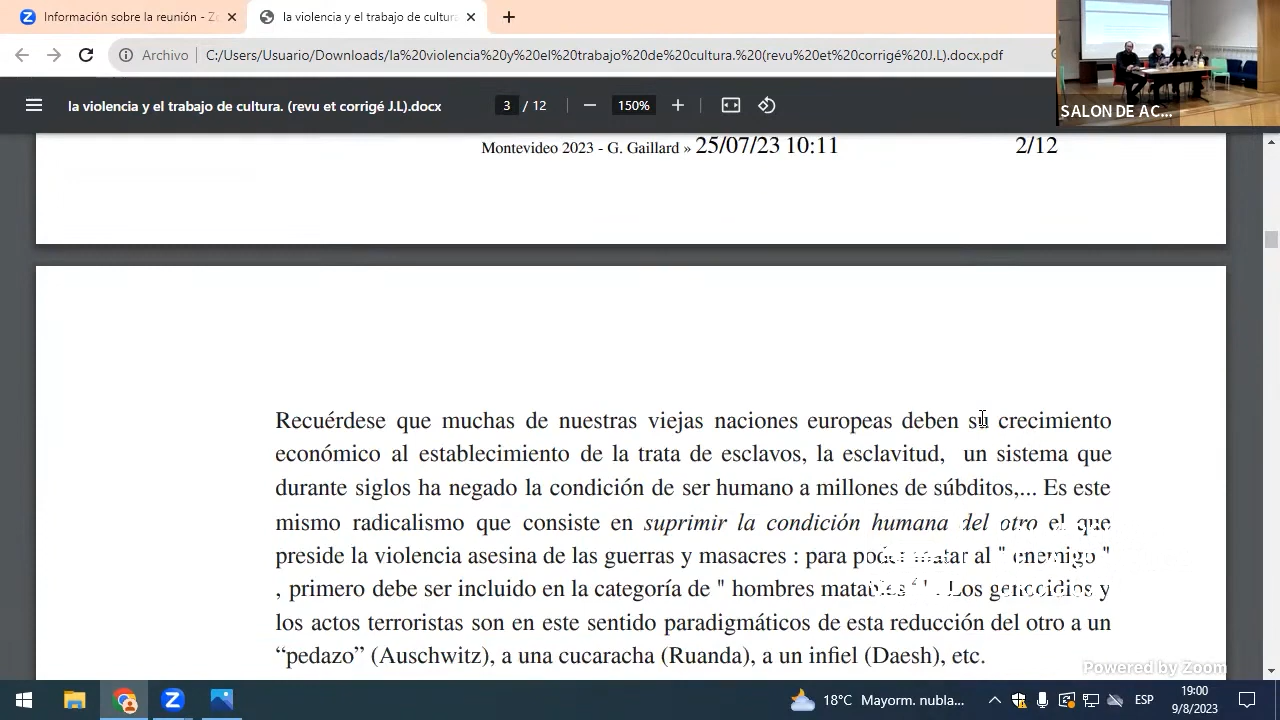 Información sobre la reunión - Zo
la violencia y el trabajo de cultura
Archivo
C:/Users/Usuario/Downloads/la%20violencia%20y%20el%20trabajo%20de%20cultura.%20(revu%20et%20corrigé%20J.L).docx.pdf
SALON DE AC...
la violencia y el trabajo de cultura. (revu et corrigé J.L).docx
3 / 12
150%
Montevideo 2023 - G. Gaillard » 25/07/23 10:11 2/12
Recuérdese que muchas de nuestras viejas naciones europeas deben su crecimiento
económico al establecimiento de la trata de esclavos, la esclavitud, un sistema que
durante siglos ha negado la condición de ser humano a millones de súbditos,... Es este
mismo radicalismo que consiste en suprimir la condición humana del otro el que
preside la violencia asesina de las guerras y masacres : para poder matar al " enemigo "
, primero debe ser incluido en la categoría de " hombres matables" . Los genocidios y
los actos terroristas son en este sentido paradigmáticos de esta reducción del otro a un
“pedazo” (Auschwitz), a una cucaracha (Ruanda), a un infiel (Daesh), etc.
Powered by Zoom
18°C Mayorm. nubla...
ESP
19:00
9/8/2023